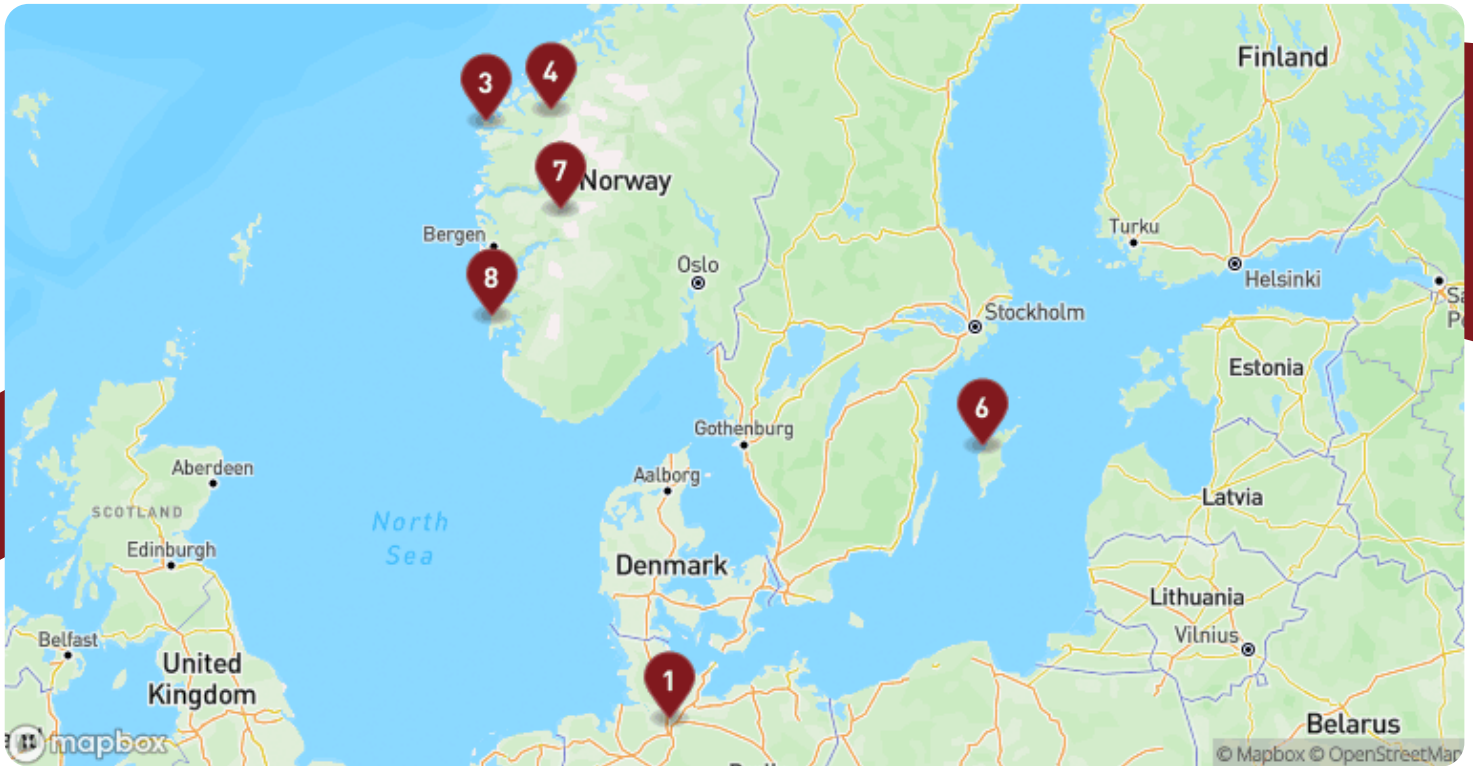 Finland
3
4
7
Norway
Bergen
8
Oslo
Turku
Helsinki
Stockholm
Estonia
6
Gothenburg
Aalborg
Aberdeen
SCOTLAND
Edinburgh
North
Sea
Denmark
Latvia
Lithuania
Vilnius
Belfast
United
Kingdom
1
Belarus
mapbox
© Mapbox © OpenStreetMap